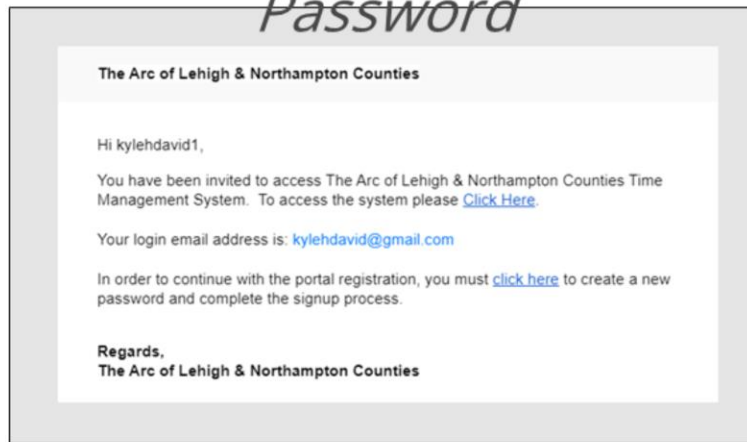 Password
The Arc of Lehigh & Northampton Counties
Hi kylehdavid1,
You have been invited to access The Arc of Lehigh & Northampton Counties Time
Management System.  To access the system please Click Here.
Your login email address is: kylehdavid@gmail.com
In order to continue with the portal registration, you must click here to create a new
password and complete the signup process.
Regards,
The Arc of Lehigh & Northampton Counties